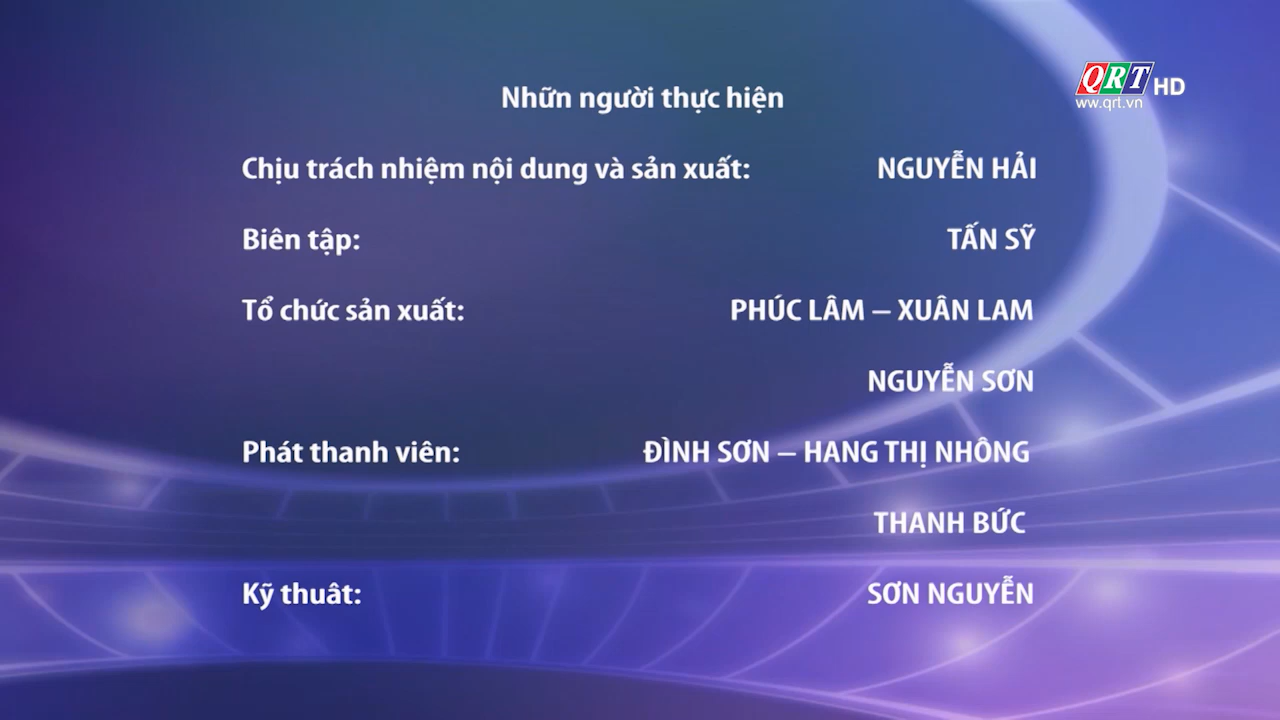 QRT HD
ww.qrt.vn
Nhữn người thực hiện
Chịu trách nhiệm nội dung và sản xuất: NGUYỄN HẢI
Biên tập: TẤN SỸ
Tổ chức sản xuất: PHÚC LÂM – XUÂN LAM
NGUYỄN SƠN
Phát thanh viên: ĐÌNH SƠN – HANG THỊ NHÔNG
THANH BỨC
Kỹ thuât: SƠN NGUYỄN